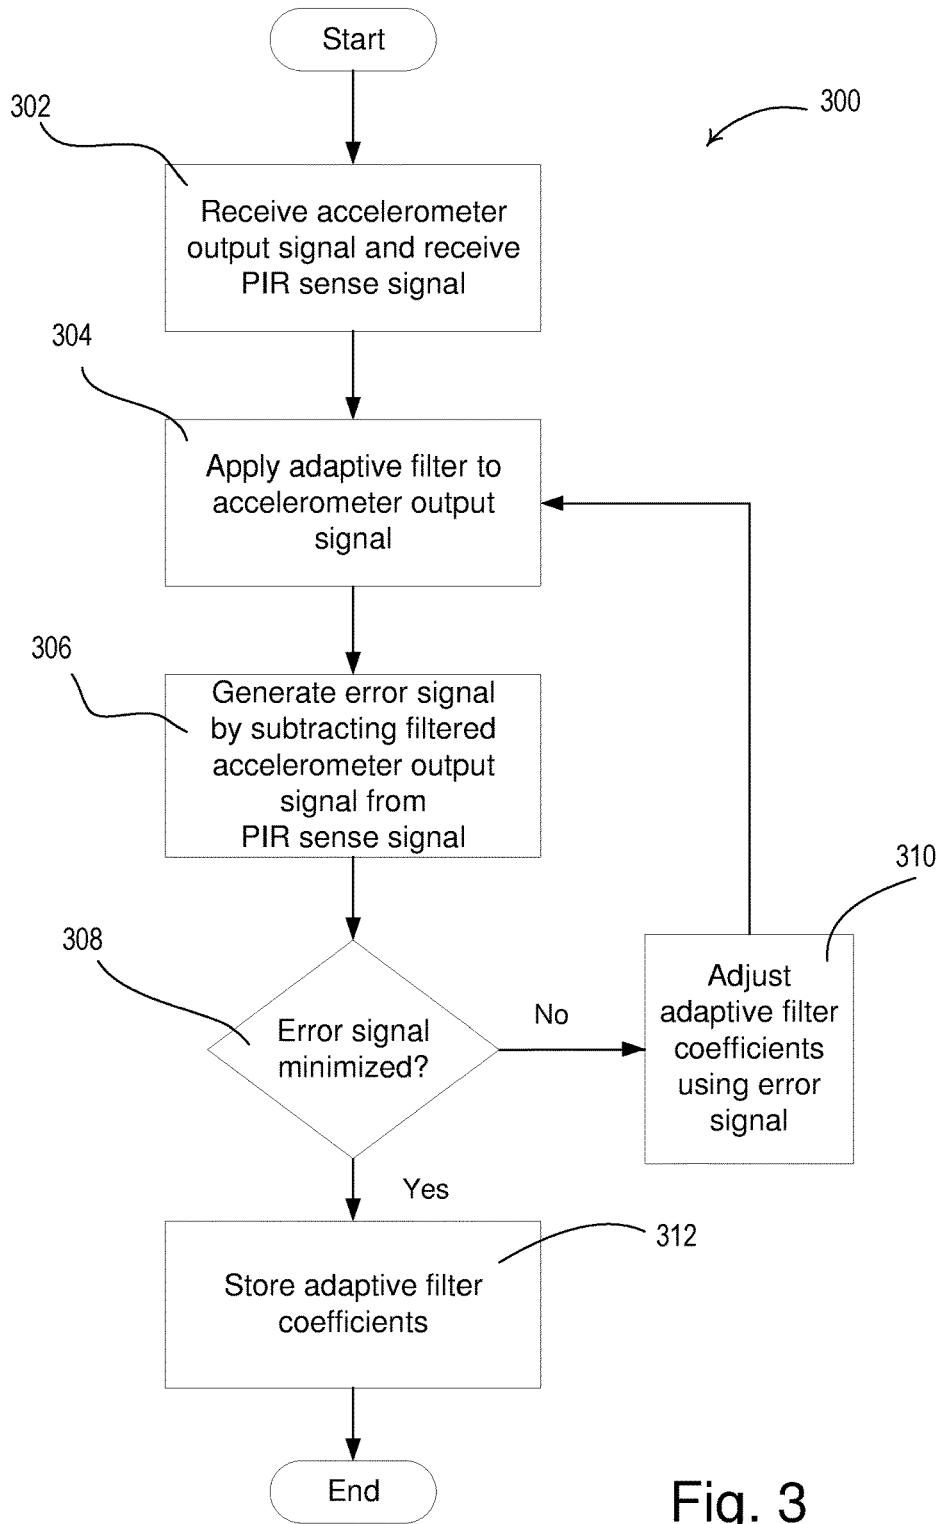 Start
302
300
Receive accelerometer
output signal and receive
PIR sense signal
304
Apply adaptive filter to
accelerometer output
signal
306
Generate error signal
by subtracting filtered
accelerometer output
signal from
PIR sense signal
310
308
Error signal
minimized?
No
Adjust
adaptive filter
coefficients
using error
signal
Yes
312
Store adaptive filter
coefficients
End
Fig. 3